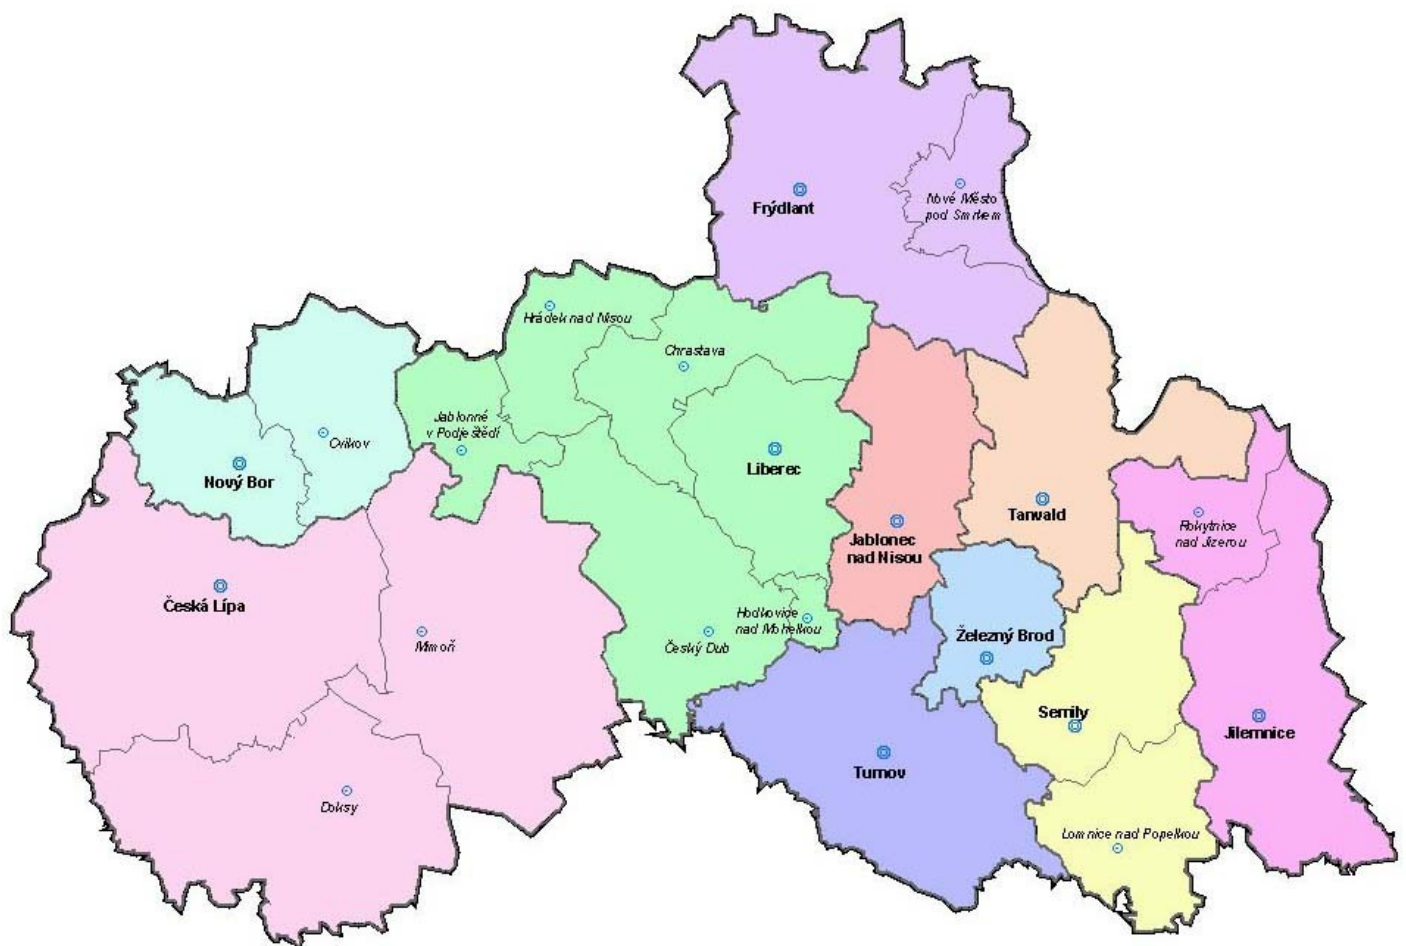 Frýdlant
Nové Město
pod Smrkem
Hrádek nad Nisou
Chrastava
Jablonné
v Podještědí
Cvikov
Nový Bor
Liberec
Tanvald
Rokytnice
nad Jizerou
Jablonec
nad Nisou
Česká Lípa
Mimoň
Hodkovice
nad Mohelkou
Český Dub
Železný Brod
Semily
Jilemnice
Turnov
Doksy
Lomnice nad Popelkou